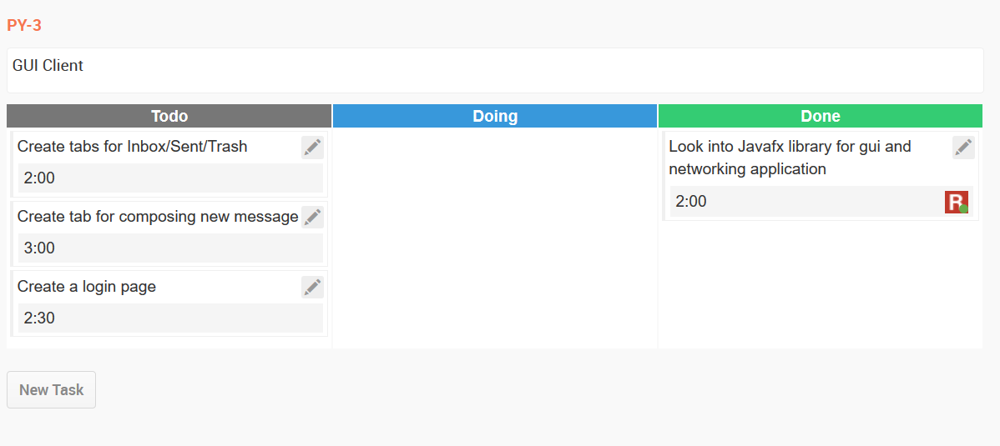 PY-3
GUI Client
Todo
Doing
Done
Create tabs for Inbox/Sent/Trash
2:00
Create tab for composing new message
3:00
Create a login page
2:30
Look into Javafx library for gui and
networking application
2:00
R
New Task